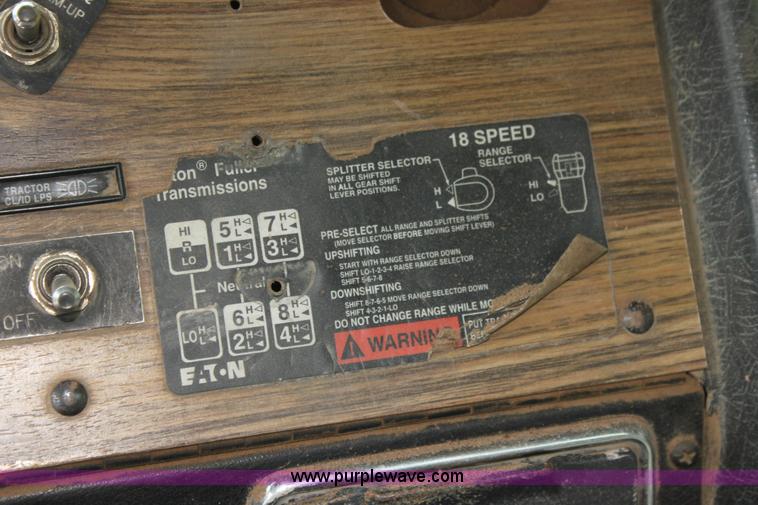 M-UP
TRACTOR
CL/ID LPS
ON
OFF
ton® Fuller
Transmissions
18 SPEED
SPLITTER SELECTOR
MAY BE SHIFTED
IN ALL GEAR SHIFT
LEVER POSITIONS.
H
L
RANGE
SELECTOR
HI
LO
HI
R
LO
5 H L
1 H L
7 H L
3 H L
Neutral
LO H L
6 H L
2 H L
8 H L
4 H L
EATON
PRE-SELECT ALL RANGE AND SPLITTER SHIFTS
(MOVE SELECTOR BEFORE MOVING SHIFT LEVER)
UPSHIFTING
START WITH RANGE SELECTOR DOWN
SHIFT LO-1-2-3-4 RAISE RANGE SELECTOR
SHIFT 5-6-7-8
DOWNSHIFTING
SHIFT 8-7-6-5 MOVE RANGE SELECTOR DOWN
SHIFT 4-3-2-1-LO
DO NOT CHANGE RANGE WHILE MO
WARNIN
PUT TRA
www.purplewave.com